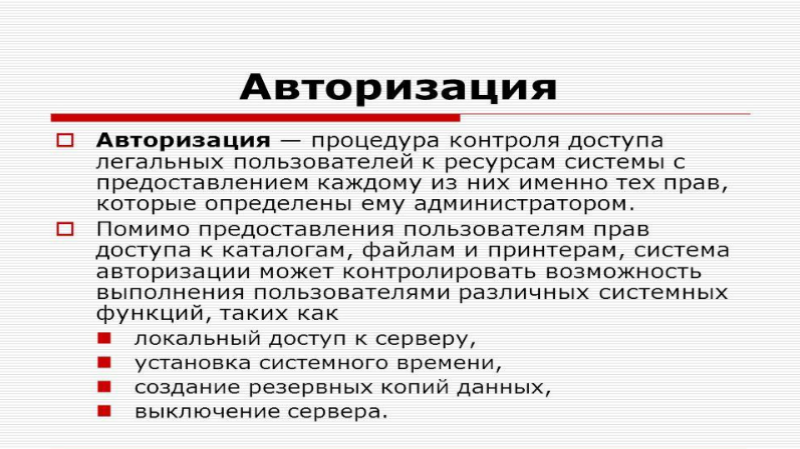 Авторизация
Авторизация — процедура контроля доступа
легальных пользователей к ресурсам системы с
предоставлением каждому из них именно тех прав,
которые определены ему администратором.
Помимо предоставления пользователям прав
доступа к каталогам, файлам и принтерам, система
авторизации может контролировать возможность
выполнения пользователями различных системных
функций, таких как
локальный доступ к серверу,
установка системного времени,
создание резервных копий данных,
выключение сервера.